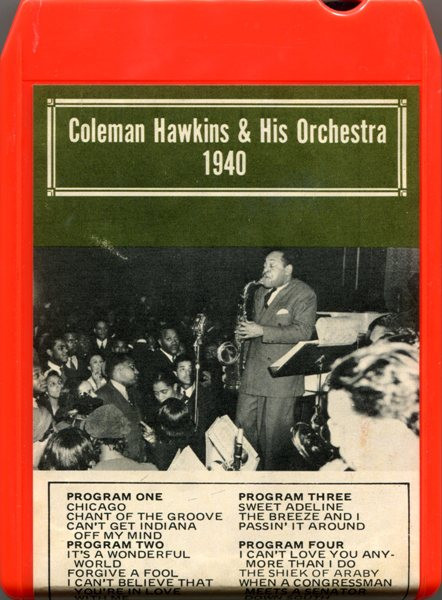 Coleman Hawkins & His Orchestra
1940
PROGRAM ONE
CHICAGO
CHANT OF THE GROOVE
CAN'T GET INDIANA
OFF MY MIND
PROGRAM TWO
IT'S A WONDERFUL
WORLD
FORGIVE A FOOL
I CAN'T BELIEVE THAT
YOU'RE IN LOVE
PROGRAM THREE
SWEET ADELINE
THE BREEZE AND I
PASSIN' IT AROUND
PROGRAM FOUR
I CAN'T LOVE YOU ANY-
MORE THAN I DO
THE SHIEK OF ARABY
WHEN A CONGRESSMAN
MEETS A SENATOR